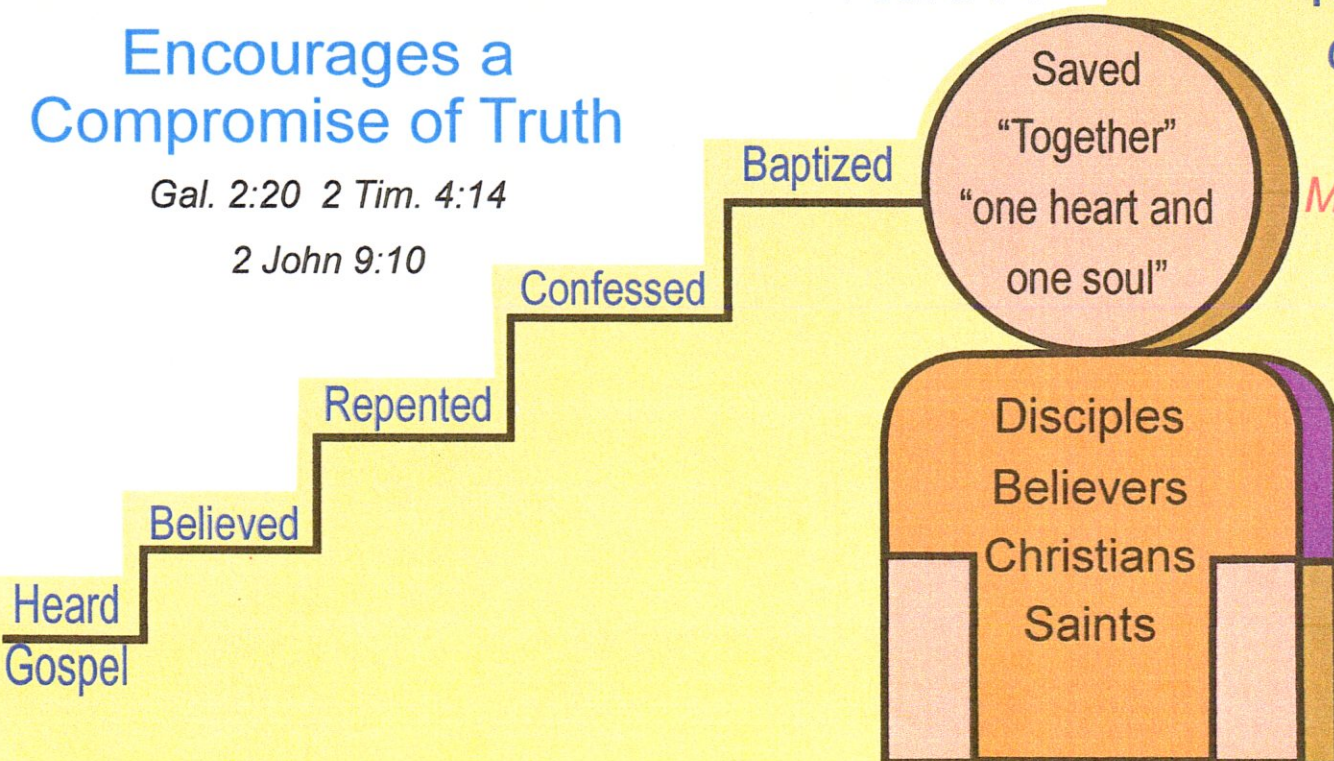 Encourages a
Compromise of Truth
Gal. 2:20 2 Tim. 4:14
2 John 9:10
Heard
Gospel
Believed
Repented
Confessed
Baptized
Saved
“Together”
“one heart and
one soul”
Disciples
Believers
Christians
Saints